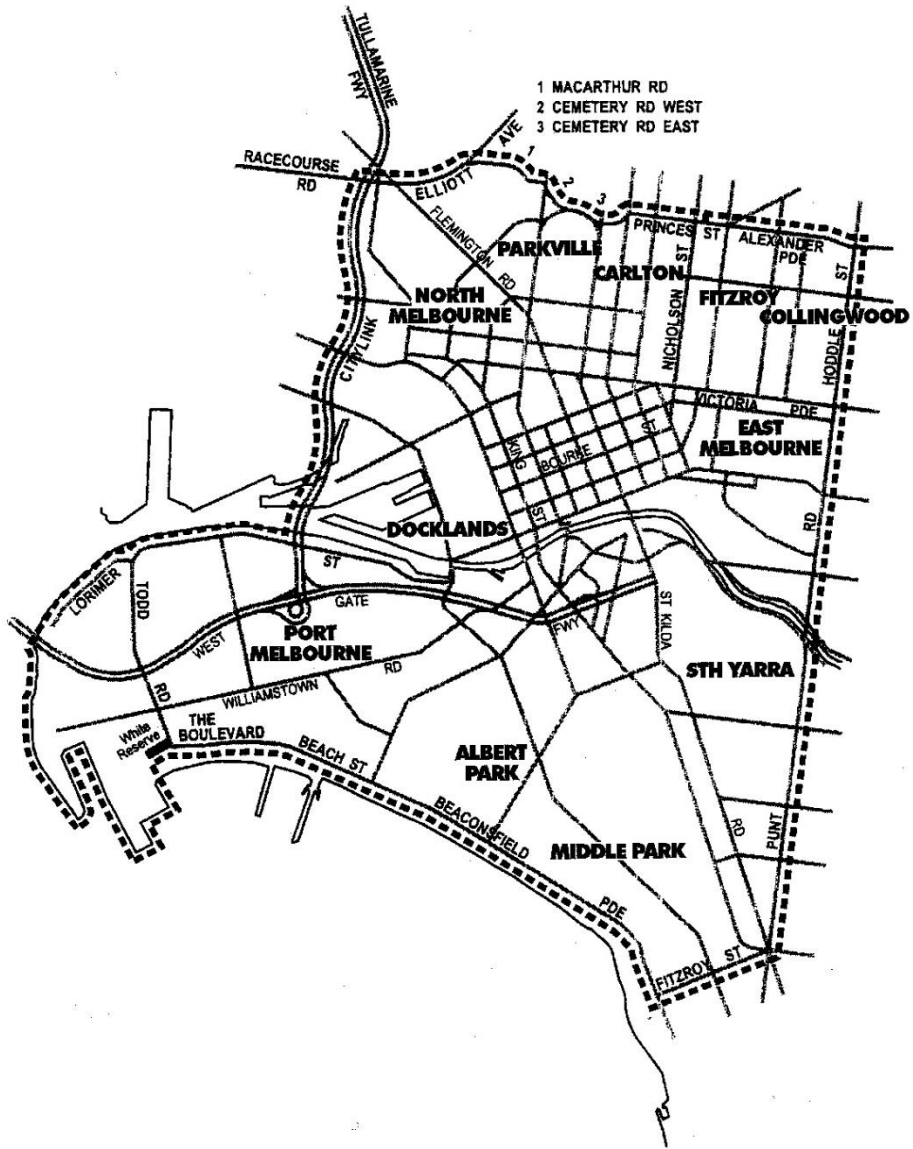 TULLAMARINE
FWY
1 MACARTHUR RD
2 CEMETERY RD WEST
3 CEMETERY RD EAST
RACECOURSE
RD
ELLIOTT
AVE
1
2
3
FLEMINGTON
RD
PARKVILLE
PRINCES ST
ALEXANDER
PDE
CARLTON
NORTH
MELBOURNE
FITZROY
COLLINGWOOD
NICHOLSON
ST
HODDLE
ST
CITYLINK
VICTORIA
PDE
EAST
MELBOURNE
KING
ST
BOURKE
ST
DOCKLANDS
RD
LORIMER
ST
TODD
RD
WEST
GATE
FWY
PORT
MELBOURNE
ST KILDA
RD
STH YARRA
WILLIAMSTOWN
RD
White
Reserve
THE
BOULEVARD
BEACH ST
ALBERT
PARK
BEACONSFIELD
PDE
MIDDLE PARK
PUNT
FITZROY
ST